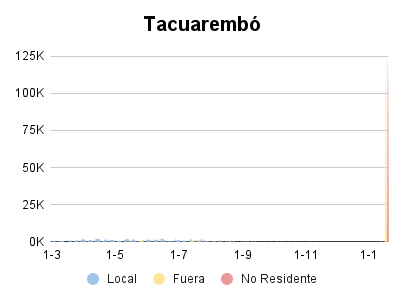 Tacuarembó
125K
100K
75K
50K
25K
0K
1-3 1-5 1-7 1-9 1-11 1-1
Local Fuera No Residente